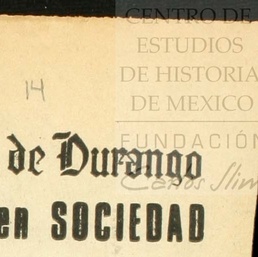 CENTRO DE
ESTUDIOS
DE HISTORIA
DE MEXICO
14
FUNDACIÓN
de Durango
Carlos Slim
en SOCIEDAD